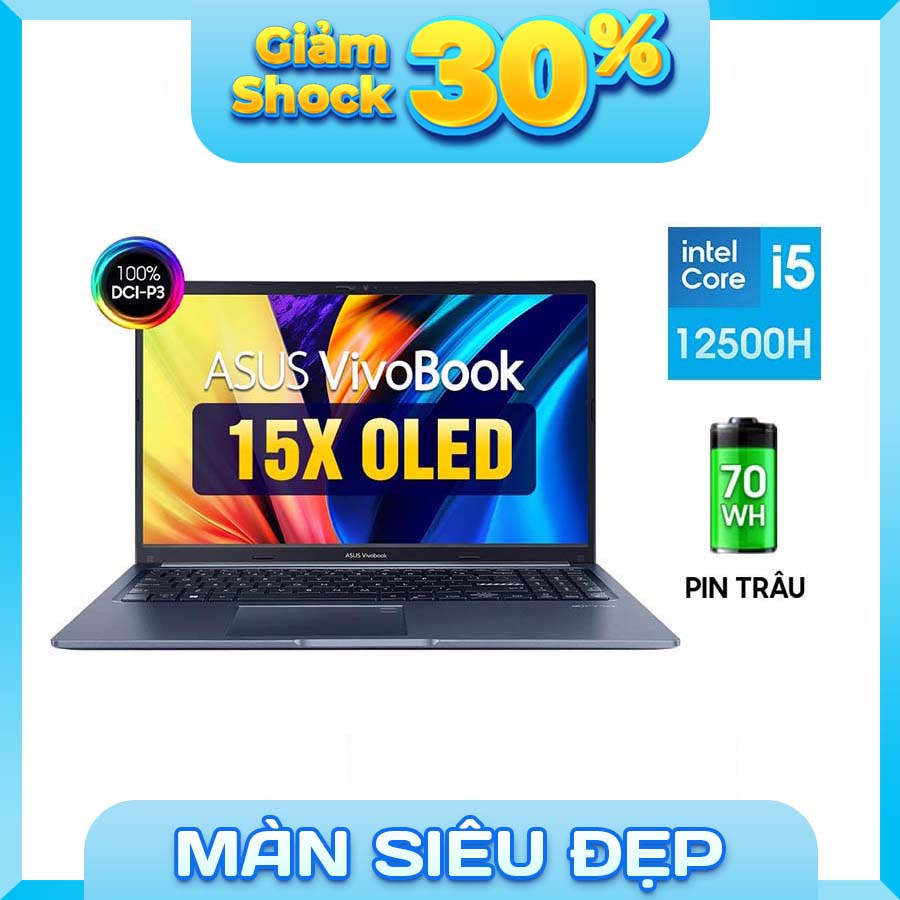 Giảm
Shock 30%
100%
DCI-P3
intel
Core i5
12500H
ASUS VivoBook
15X OLED
70
WH
ASUS Vivobook
PIN TRÂU
MÀN SIÊU ĐẸP